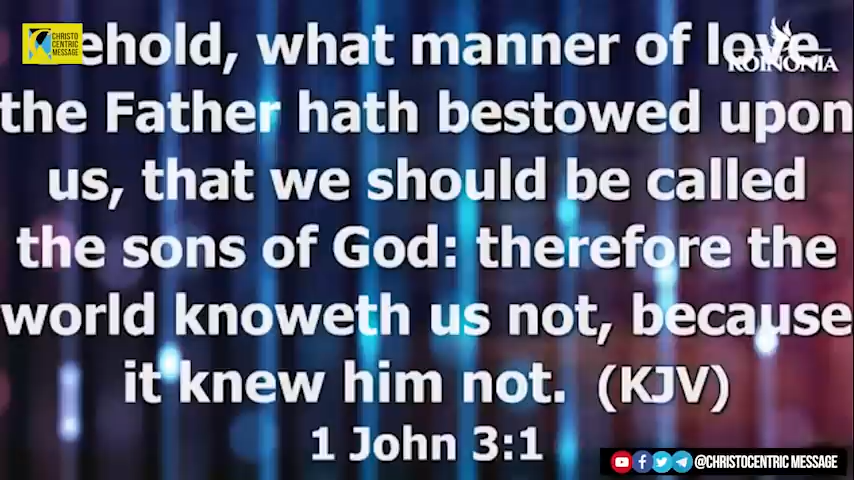 CHRISTO
CENTRIC
MESSAGE
ehold, what manner of love
KOINONIA
the Father hath bestowed upon
us, that we should be called
the sons of God: therefore the
world knoweth us not, because
it knew him not. (KJV)
1 John 3:1
@CHRISTOCENTRIC MESSAGE